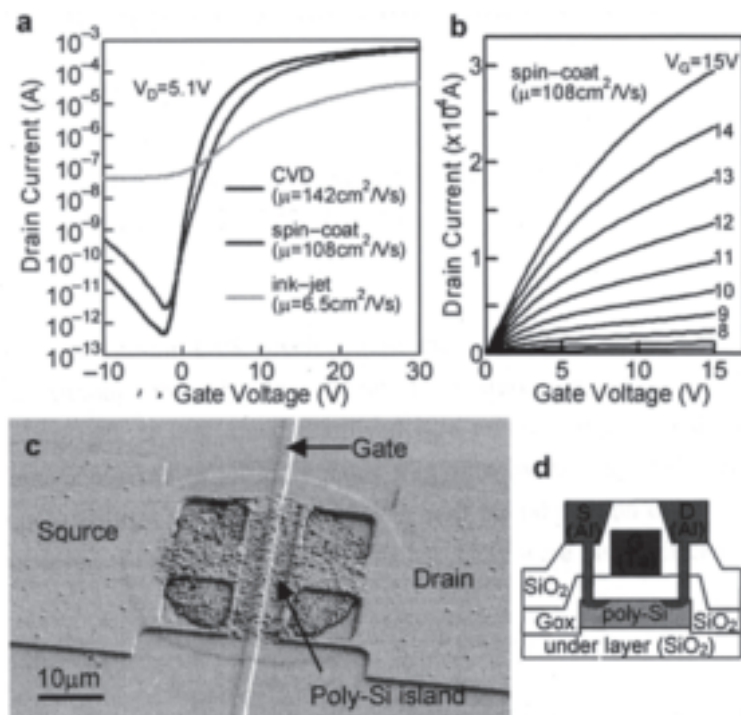 a
Drain Current (A)
10⁻³
10⁻⁴
10⁻⁵
10⁻⁶
10⁻⁷
10⁻⁸
10⁻⁹
10⁻¹⁰
10⁻¹¹
10⁻¹²
10⁻¹³
V_D=5.1V
CVD
(μ=142cm²/Vs)
spin–coat
(μ=108cm²/Vs)
ink–jet
(μ=6.5cm²/Vs)
–10 0 10 20 30
Gate Voltage (V)
b
Drain Current (x10⁻⁴A)
3
2
1
0
spin–coat
(μ=108cm²/Vs)
V_G=15V
14
13
12
11
10
9
8
0 5 10 15
Gate Voltage (V)
c
Gate
Source
Drain
Poly-Si island
10μm
d
S
(Al)
D
(Al)
G
SiO₂
Gox
poly-Si
SiO₂
under layer (SiO₂)